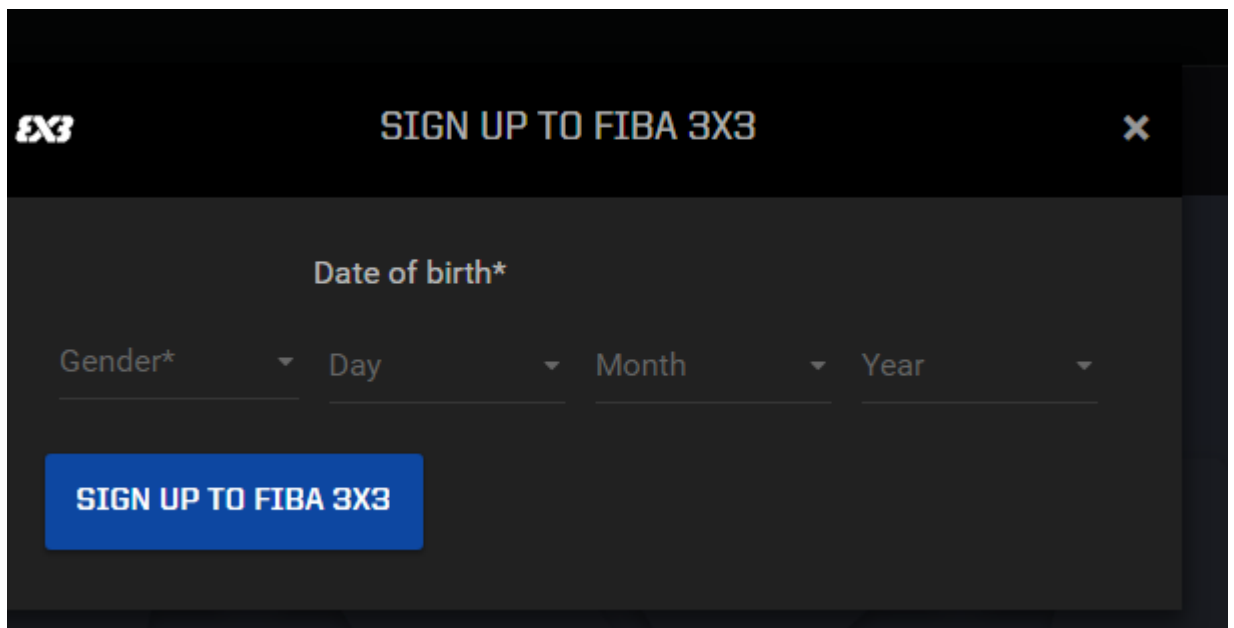 3X3
SIGN UP TO FIBA 3X3
×
Date of birth*
Gender* Day Month Year
SIGN UP TO FIBA 3X3